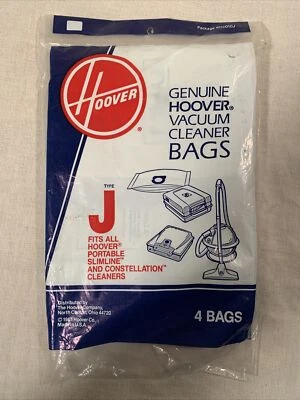 HOOVER
GENUINE
HOOVER®
VACUUM
CLEANER
BAGS
TYPE
J
FITS ALL
HOOVER®
PORTABLE
SLIMLINE™
AND CONSTELLATION™
CLEANERS
Distributed by
The Hoover Company,
North Canton, Ohio 44720
Made in U.S.A.
4 BAGS